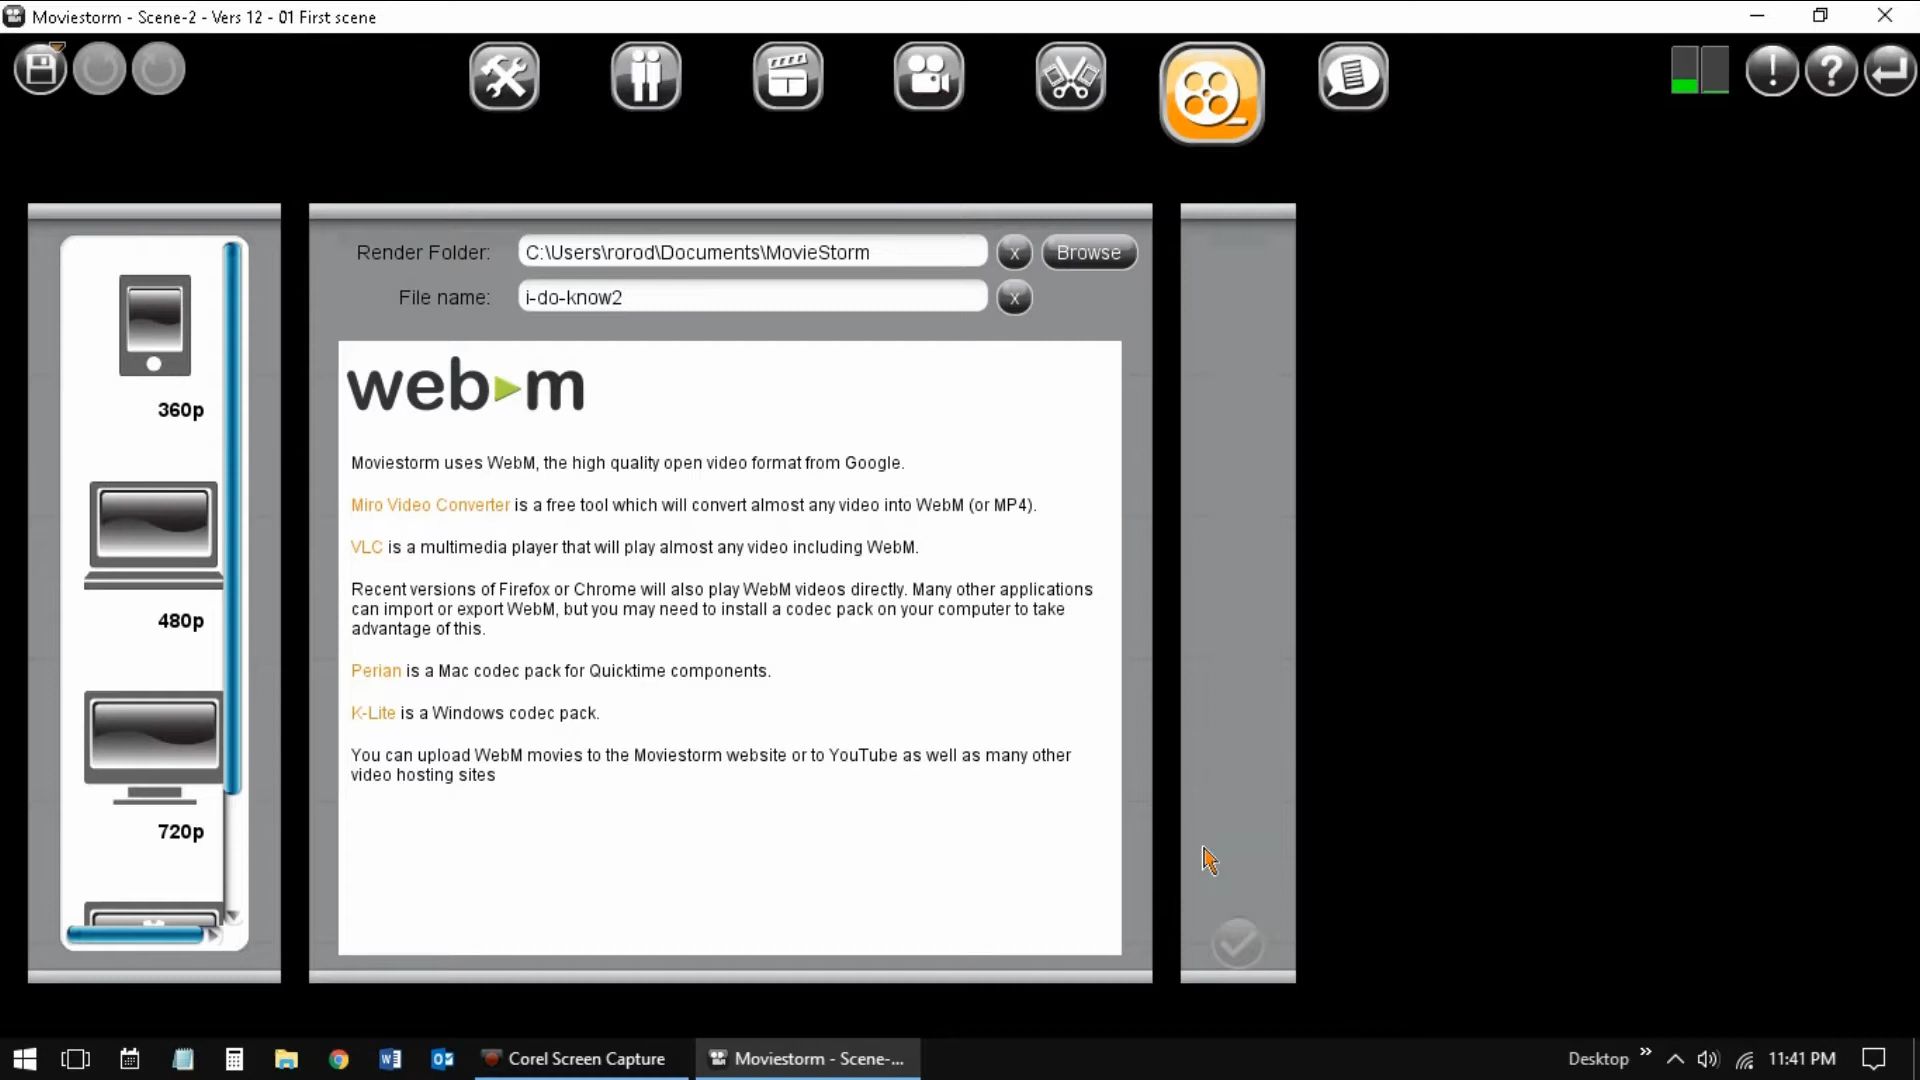 Moviestorm - Scene-2 - Vers 12 - 01 First scene
Render Folder: C:\Users\rorod\Documents\MovieStorm x Browse
File name: i-do-know2 x
web m
Moviestorm uses WebM, the high quality open video format from Google.
Miro Video Converter is a free tool which will convert almost any video into WebM (or MP4).
VLC is a multimedia player that will play almost any video including WebM.
Recent versions of Firefox or Chrome will also play WebM videos directly. Many other applications
can import or export WebM, but you may need to install a codec pack on your computer to take
advantage of this.
Perian is a Mac codec pack for Quicktime components.
K-Lite is a Windows codec pack.
You can upload WebM movies to the Moviestorm website or to YouTube as well as many other
video hosting sites
360p
480p
720p
Corel Screen Capture
Moviestorm - Scene-...
Desktop
11:41 PM